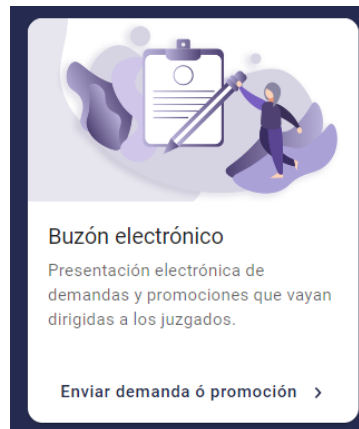 Buzón electrónico
Presentación electrónica de
demandas y promociones que vayan
dirigidas a los juzgados.
Enviar demanda ó promoción